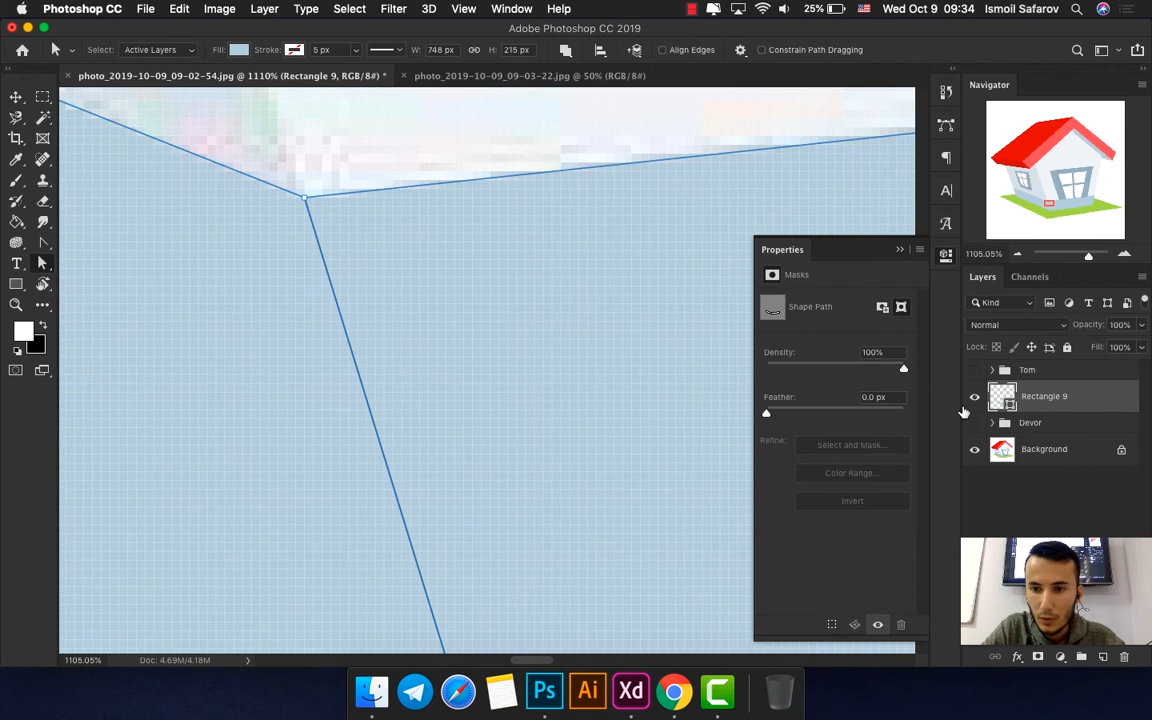 Photoshop CC File Edit Image Layer Type Select Filter 3D View Window Help 25% Wed Oct 9 09:34 Ismoil Safarov
Adobe Photoshop CC 2019
Select: Active Layers Fill: Stroke: 5 px W: 748 px H: 215 px Align Edges Constrain Path Dragging
photo_2019-10-09_09-02-54.jpg @ 1110% (Rectangle 9, RGB/8#) * photo_2019-10-09_09-03-22.jpg @ 50% (RGB/8#)
Navigator
1105.05%
Layers Channels
Kind
Normal Opacity: 100%
Lock: Fill: 100%
Tom
Rectangle 9
Devor
Background
Properties
Masks
Shape Path
Density: 100%
Feather: 0.0 px
Refine: Select and Mask...
Color Range...
Invert
1105.05% Doc: 4.69M/4.18M
Ps Ai Xd